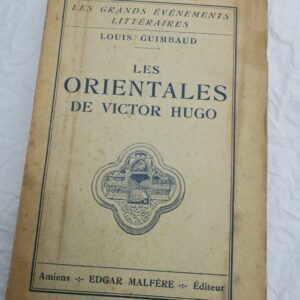 LES GRANDS ÉVÉNEMENTS
LITTÉRAIRES
LOUIS GUIMBAUD
LES
ORIENTALES
DE VICTOR HUGO
Amiens -:- EDGAR MALFÈRE -:- Éditeur